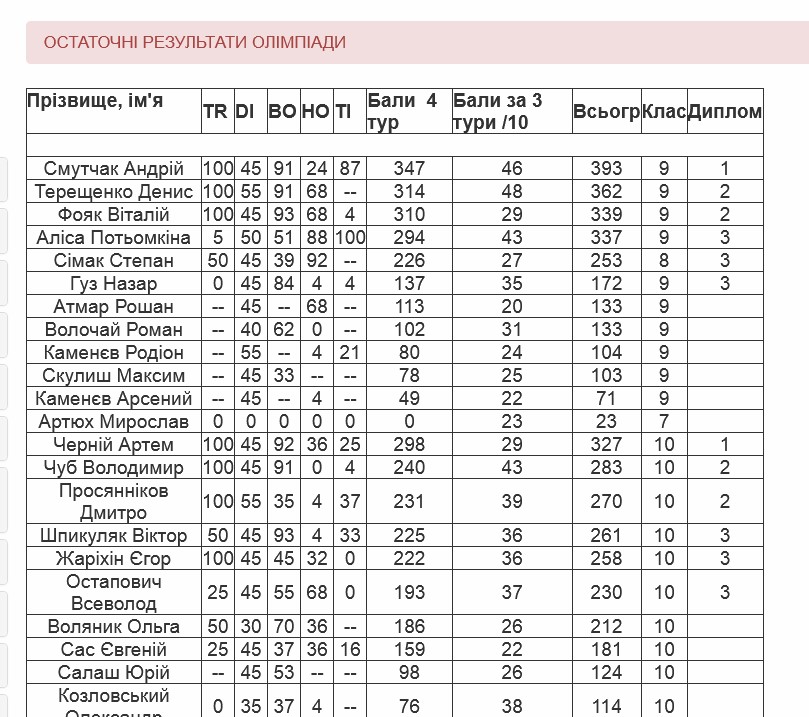 ОСТАТОЧНІ РЕЗУЛЬТАТИ ОЛІМПІАДИ
Прізвище, ім'я TR DI BO HO TI Бали 4 тур Бали за 3 тури /10 Всьогр Клас Диплом
Смутчак Андрій 100 45 91 24 87 347 46 393 9 1
Терещенко Денис 100 55 91 68 -- 314 48 362 9 2
Фояк Віталій 100 45 93 68 4 310 29 339 9 2
Аліса Потьомкіна 5 50 51 88 100 294 43 337 9 3
Сімак Степан 50 45 39 92 -- 226 27 253 8 3
Гуз Назар 0 45 84 4 4 137 35 172 9 3
Атмар Рошан -- 45 -- 68 -- 113 20 133 9
Волочай Роман -- 40 62 0 -- 102 31 133 9
Каменєв Родіон -- 55 -- 4 21 80 24 104 9
Скулиш Максим -- 45 33 -- -- 78 25 103 9
Каменєв Арсений -- 45 -- 4 -- 49 22 71 9
Артюх Мирослав 0 0 0 0 0 0 23 23 7
Черній Артем 100 45 92 36 25 298 29 327 10 1
Чуб Володимир 100 45 91 0 4 240 43 283 10 2
Просянніков Дмитро 100 55 35 4 37 231 39 270 10 2
Шпикуляк Віктор 50 45 93 4 33 225 36 261 10 3
Жаріхін Єгор 100 45 45 32 0 222 36 258 10 3
Остапович Всеволод 25 45 55 68 0 193 37 230 10 3
Воляник Ольга 50 30 70 36 -- 186 26 212 10
Сас Євгеній 25 45 37 36 16 159 22 181 10
Салаш Юрій -- 45 53 -- -- 98 26 124 10
Козловський Олександр 0 35 37 4 -- 76 38 114 10